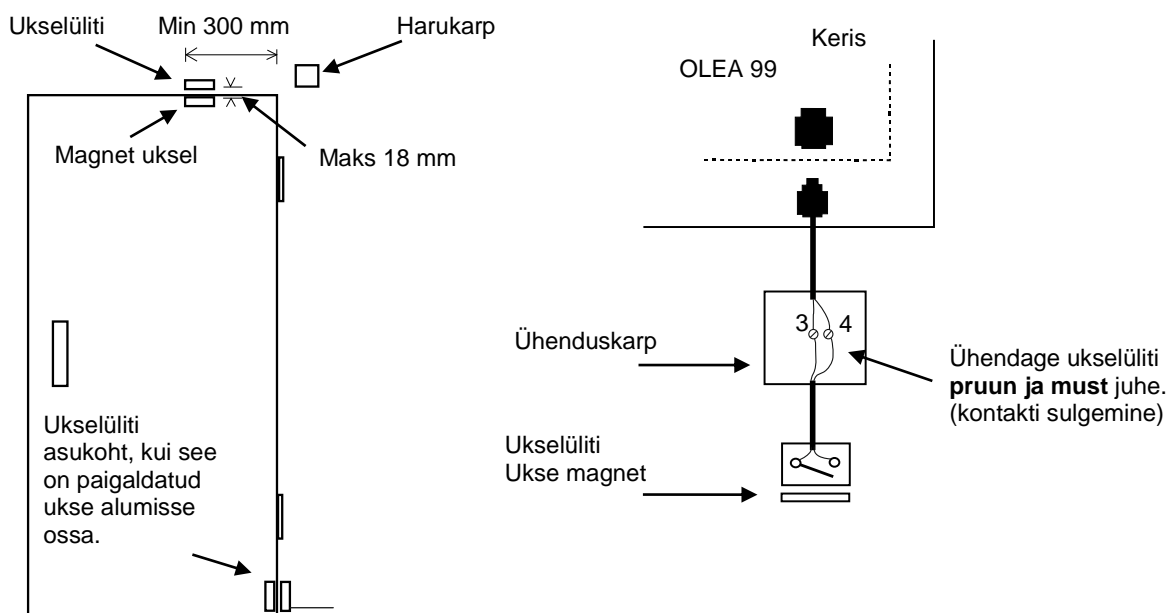 Ukselüliti
Min 300 mm
Harukarp
Magnet uksel
Maks 18 mm
Ukselüliti
asukoht, kui see
on paigaldatud
ukse alumisse
ossa.
Keris
OLEA 99
3 4
Ühenduskarp
Ühendage ukselüliti
pruun ja must juhe.
(kontakti sulgemine)
Ukselüliti
Ukse magnet